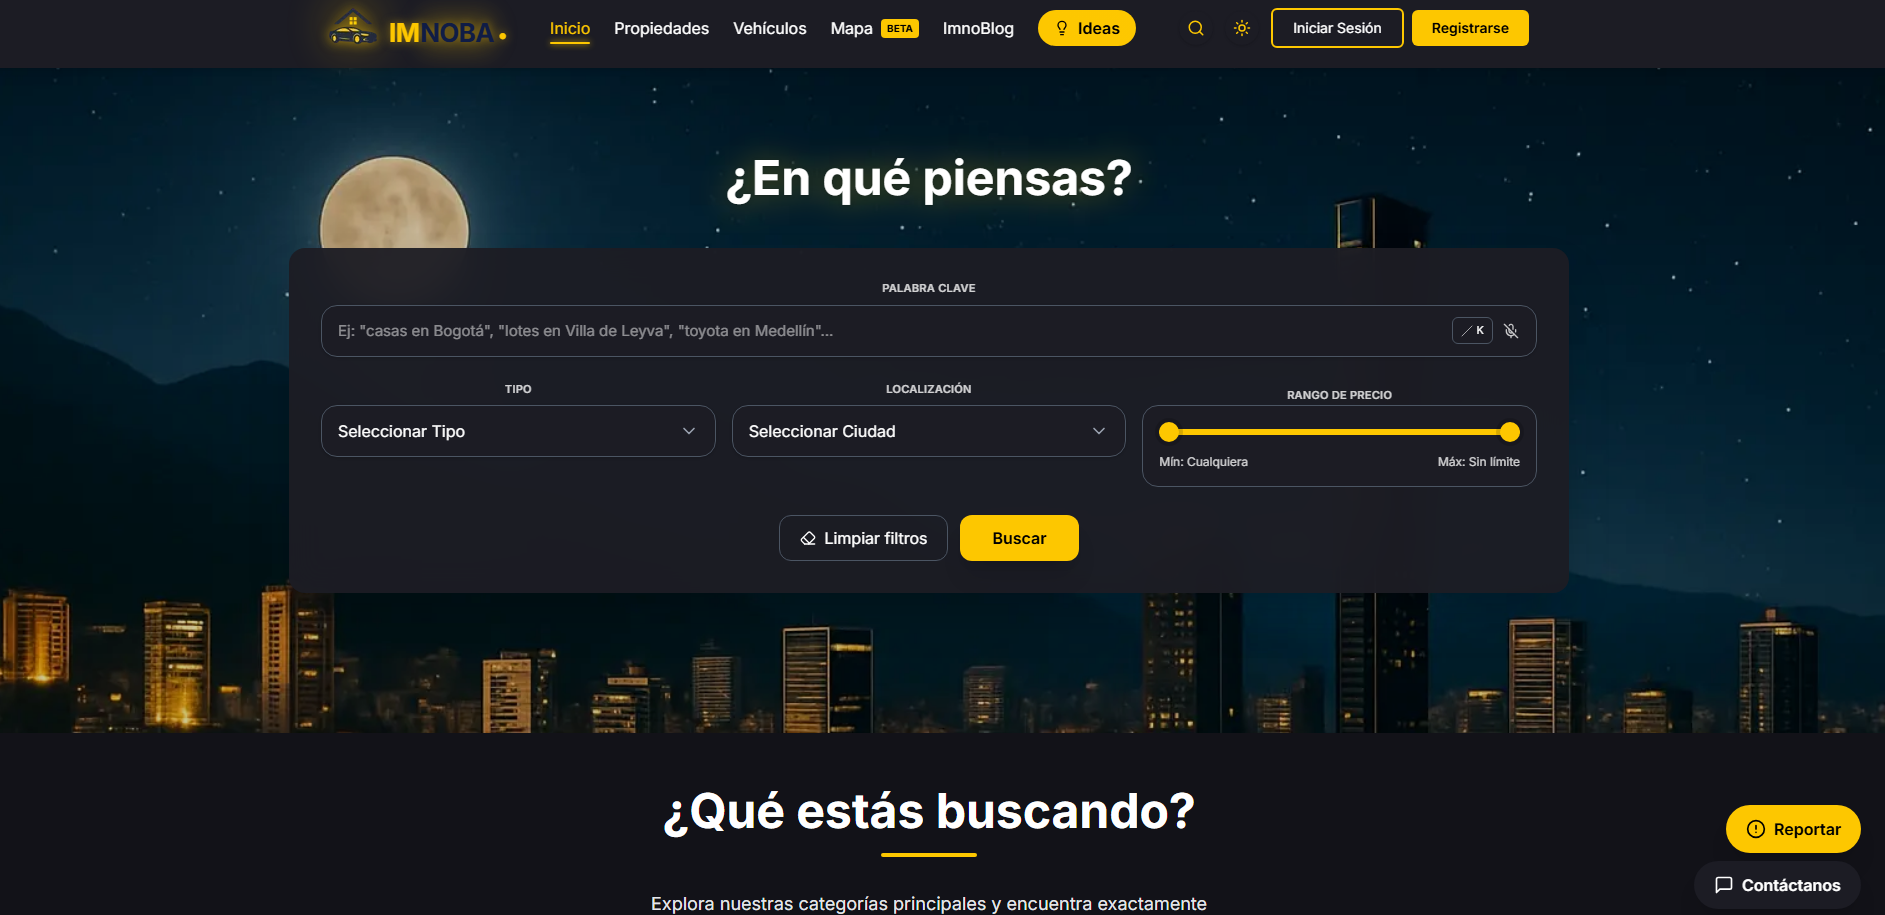 IMNOBA
Inicio
Propiedades
Vehículos
Mapa BETA
ImnoBlog
Ideas
Iniciar Sesión
Registrarse
¿En qué piensas?
PALABRA CLAVE
Ej: "casas en Bogotá", "lotes en Villa de Leyva", "toyota en Medellín"...
K
TIPO
Seleccionar Tipo
LOCALIZACIÓN
Seleccionar Ciudad
RANGO DE PRECIO
Mín: Cualquiera
Máx: Sin límite
Limpiar filtros
Buscar
¿Qué estás buscando?
Explora nuestras categorías principales y encuentra exactamente
Reportar
Contáctanos